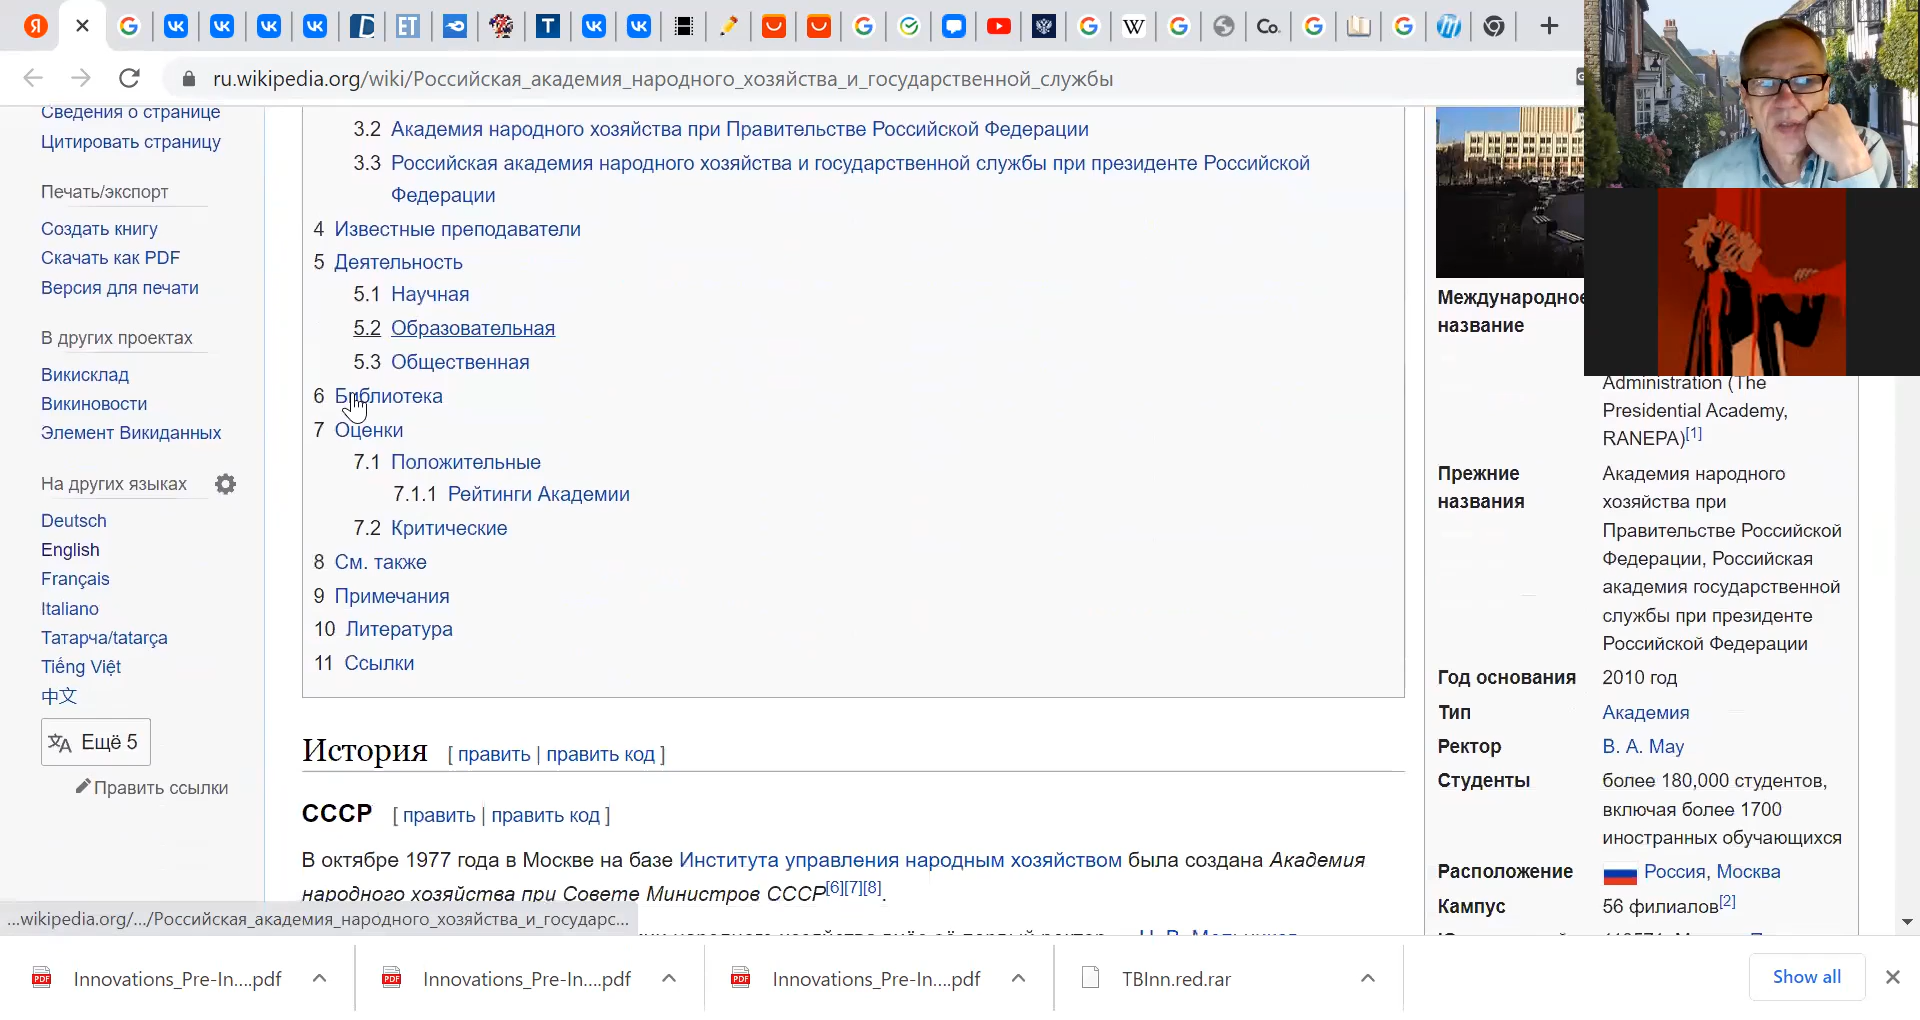 Co.
ru.wikipedia.org/wiki/Российская_академия_народного_хозяйства_и_государственной_службы
Сведения о странице
Цитировать страницу
Печать/экспорт
Создать книгу
Скачать как PDF
Версия для печати
В других проектах
Викисклад
Викиновости
Элемент Викиданных
На других языках
Deutsch
English
Français
Italiano
Татарча/tatarça
Tiếng Việt
中文
Ещё 5
Править ссылки
3.2 Академия народного хозяйства при Правительстве Российской Федерации
3.3 Российская академия народного хозяйства и государственной службы при президенте Российской
Федерации
4 Известные преподаватели
5 Деятельность
5.1 Научная
5.2 Образовательная
5.3 Общественная
6 Библиотека
7 Оценки
7.1 Положительные
7.1.1 Рейтинги Академии
7.2 Критические
8 См. также
9 Примечания
10 Литература
11 Ссылки
История [ править | править код ]
СССР [ править | править код ]
В октябре 1977 года в Москве на базе Института управления народным хозяйством была создана Академия
народного хозяйства при Совете Министров СССР[6][7][8].
Международное
название
Administration (The
Presidential Academy,
RANEPA)[1]
Прежние
названия
Академия народного
хозяйства при
Правительстве Российской
Федерации, Российская
академия государственной
службы при президенте
Российской Федерации
Год основания 2010 год
Тип Академия
Ректор В. А. Мау
Студенты более 180,000 студентов,
включая более 1700
иностранных обучающихся
Расположение Россия, Москва
Кампус 56 филиалов[2]
...wikipedia.org/.../Российская_академия_народного_хозяйства_и_государс...
Innovations_Pre-In....pdf
Innovations_Pre-In....pdf
Innovations_Pre-In....pdf
TBInn.red.rar
Show all